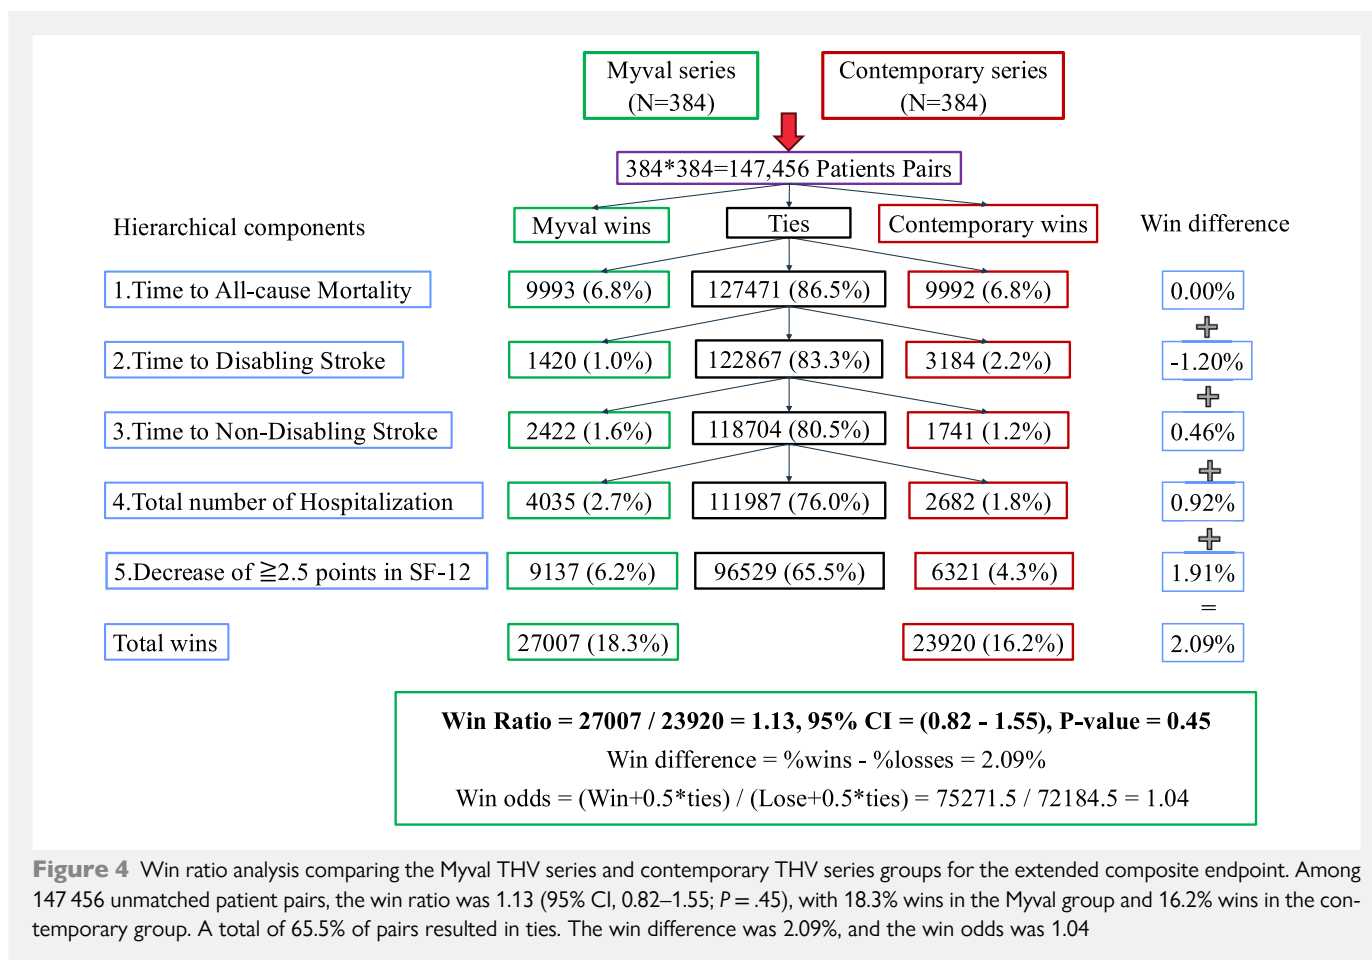 Myval series
(N=384)
Contemporary series
(N=384)
384*384=147,456 Patients Pairs
Hierarchical components
Myval wins
Ties
Contemporary wins
Win difference
1.Time to All-cause Mortality
9993 (6.8%)
127471 (86.5%)
9992 (6.8%)
0.00%
+
2.Time to Disabling Stroke
1420 (1.0%)
122867 (83.3%)
3184 (2.2%)
-1.20%
+
3.Time to Non-Disabling Stroke
2422 (1.6%)
118704 (80.5%)
1741 (1.2%)
0.46%
+
4.Total number of Hospitalization
4035 (2.7%)
111987 (76.0%)
2682 (1.8%)
0.92%
+
5.Decrease of ≧2.5 points in SF-12
9137 (6.2%)
96529 (65.5%)
6321 (4.3%)
1.91%
=
Total wins
27007 (18.3%)
23920 (16.2%)
2.09%
Win Ratio = 27007 / 23920 = 1.13, 95% CI = (0.82 - 1.55), P-value = 0.45
Win difference = %wins - %losses = 2.09%
Win odds = (Win+0.5*ties) / (Lose+0.5*ties) = 75271.5 / 72184.5 = 1.04
Figure 4 Win ratio analysis comparing the Myval THV series and contemporary THV series groups for the extended composite endpoint. Among
147 456 unmatched patient pairs, the win ratio was 1.13 (95% CI, 0.82–1.55; P = .45), with 18.3% wins in the Myval group and 16.2% wins in the con-
temporary group. A total of 65.5% of pairs resulted in ties. The win difference was 2.09%, and the win odds was 1.04